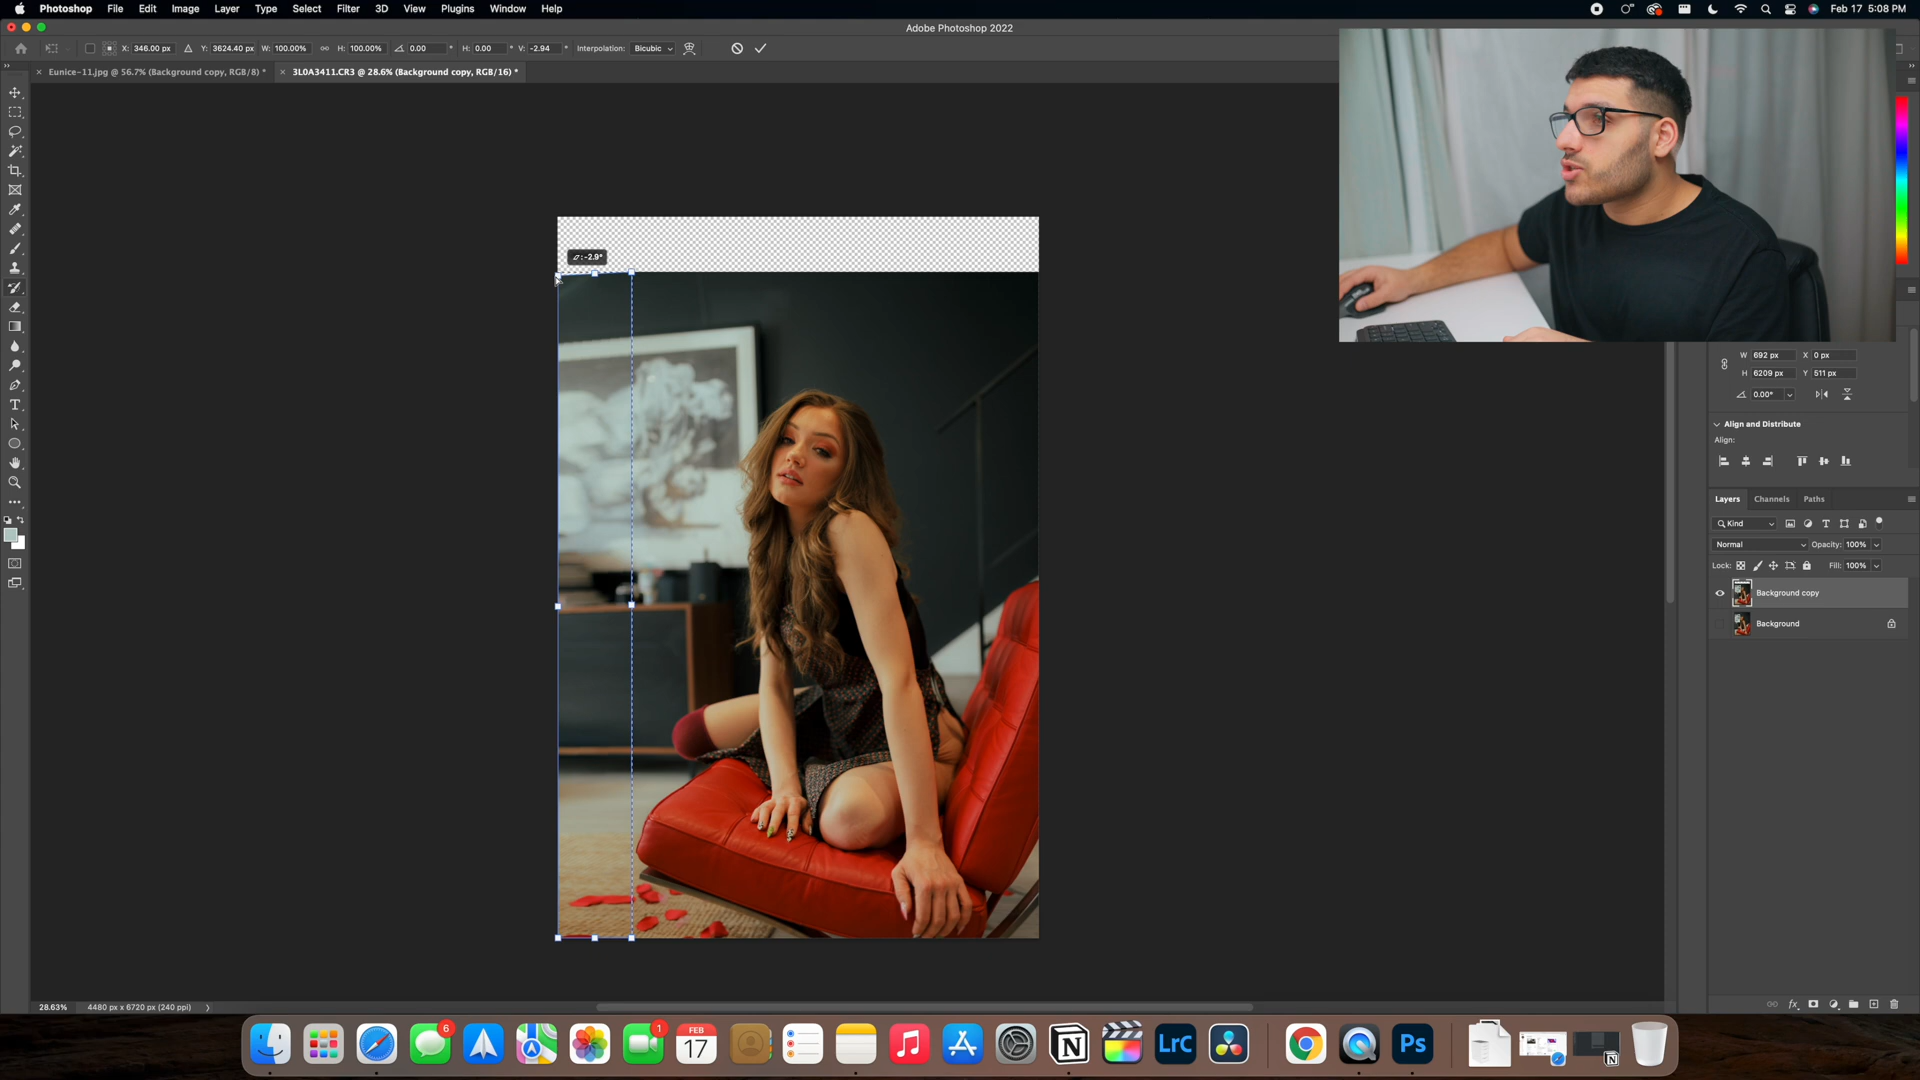 Photoshop File Edit Image Layer Type Select Filter 3D View Plugins Window Help Feb 17 5:08 PM
Adobe Photoshop 2022
X: 346.00 px Y: 3624.40 px W: 100.00% H: 100.00% 0.00 ° H: 0.00 ° V: -2.94 ° Interpolation: Bicubic
Eunice-11.jpg @ 56.7% (Background copy, RGB/8) *
3L0A3411.CR3 @ 28.6% (Background copy, RGB/16) *
:-2.9°
W 692 px X 0 px
H 6209 px Y 511 px
0.00°
Align and Distribute
Align:
Layers Channels Paths
Kind
Normal Opacity: 100%
Lock: Fill: 100%
Background copy
Background
28.63% 4480 px x 6720 px (240 ppi)
6
1
FEB
17
LrC
Ps